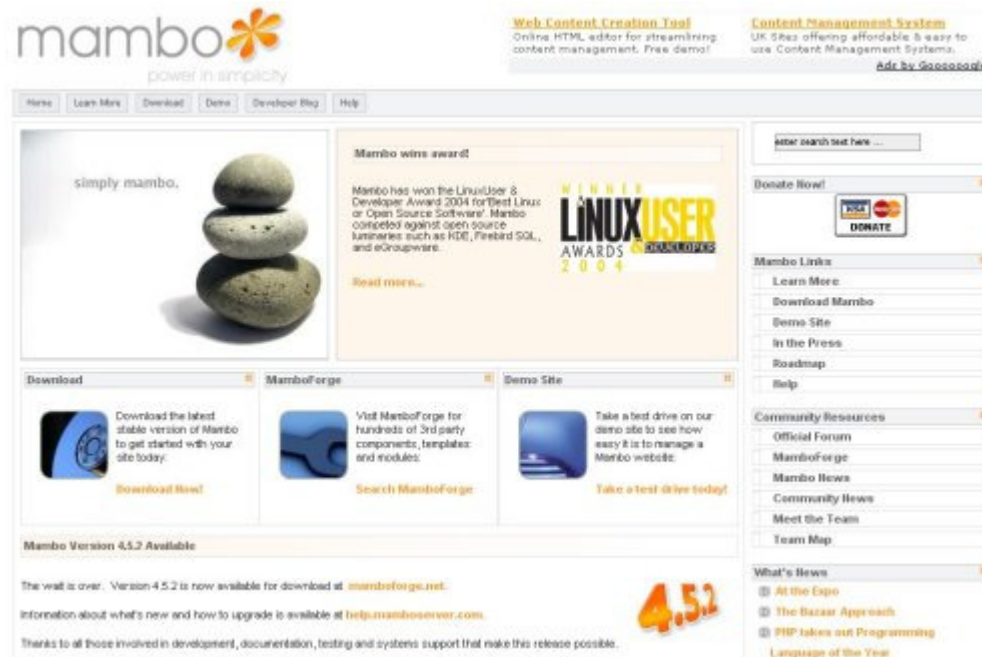 mambo
power in simplicity
Web Content Creation Tool
Online HTML editor for streamlining
content management. Free demo!
Content Management System
UK Sites offering affordable & easy to
use Content Management Systems.
Ads by Goooooogle
Home
Learn More
Download
Demo
Developer Blog
Help
simply mambo.
Mambo wins award!
Mambo has won the LinuxUser &
Developer Award 2004 for'Best Linux
or Open Source Software'. Mambo
competed against open source
luminaries such as KDE, Firebird SQL,
and eGroupware.
Read more...
WINNER
LINUXUSER
& DEVELOPER
AWARDS
2004
enter search text here ...
Donate Now!
VISA
DONATE
Mambo Links
Learn More
Download Mambo
Demo Site
In the Press
Roadmap
Help
Download
Download the latest
stable version of Mambo
to get started with your
site today:
Download Now!
MamboForge
Visit MamboForge for
hundreds of 3rd party
components, templates
and modules:
Search MamboForge
Demo Site
Take a test drive on our
demo site to see how
easy it is to manage a
Mambo website:
Take a test drive today!
Community Resources
Official Forum
MamboForge
Mambo News
Community News
Meet the Team
Team Map
Mambo Version 4.5.2 Available
The wait is over. Version 4.5.2 is now available for download at mamboforge.net.
Information about what's new and how to upgrade is available at help.mamboserver.com.
Thanks to all those involved in development, documentation, testing and systems support that make this release possible.
4.5.2
What's News
At the Expo
The Bazaar Approach
PHP takes out Programming
Language of the Year